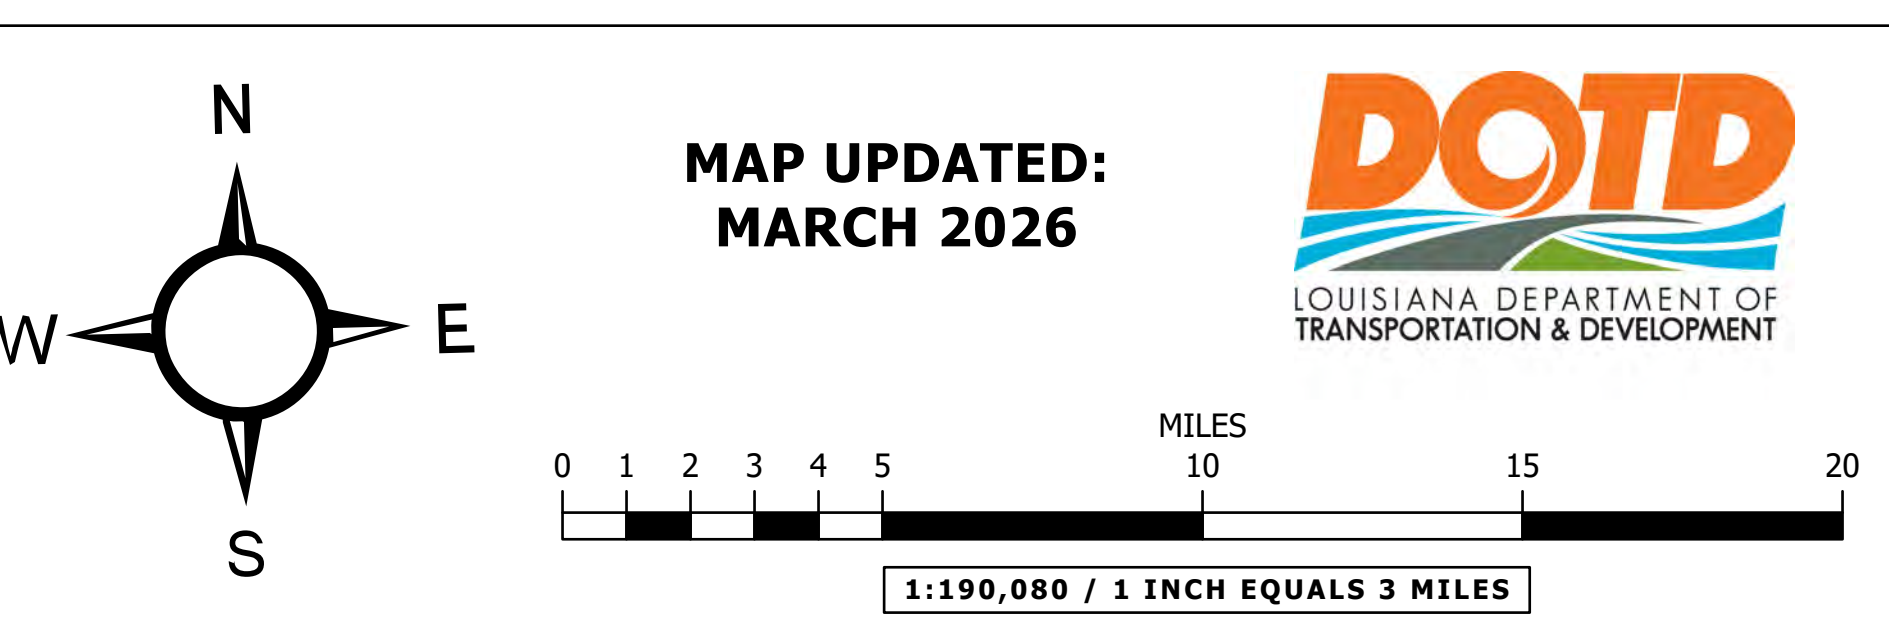 N
W
E
S
MAP UPDATED:
MARCH 2026
DOTD
LOUISIANA DEPARTMENT OF
TRANSPORTATION & DEVELOPMENT
MILES
0 1 2 3 4 5 10 15 20
1:190,080 / 1 INCH EQUALS 3 MILES